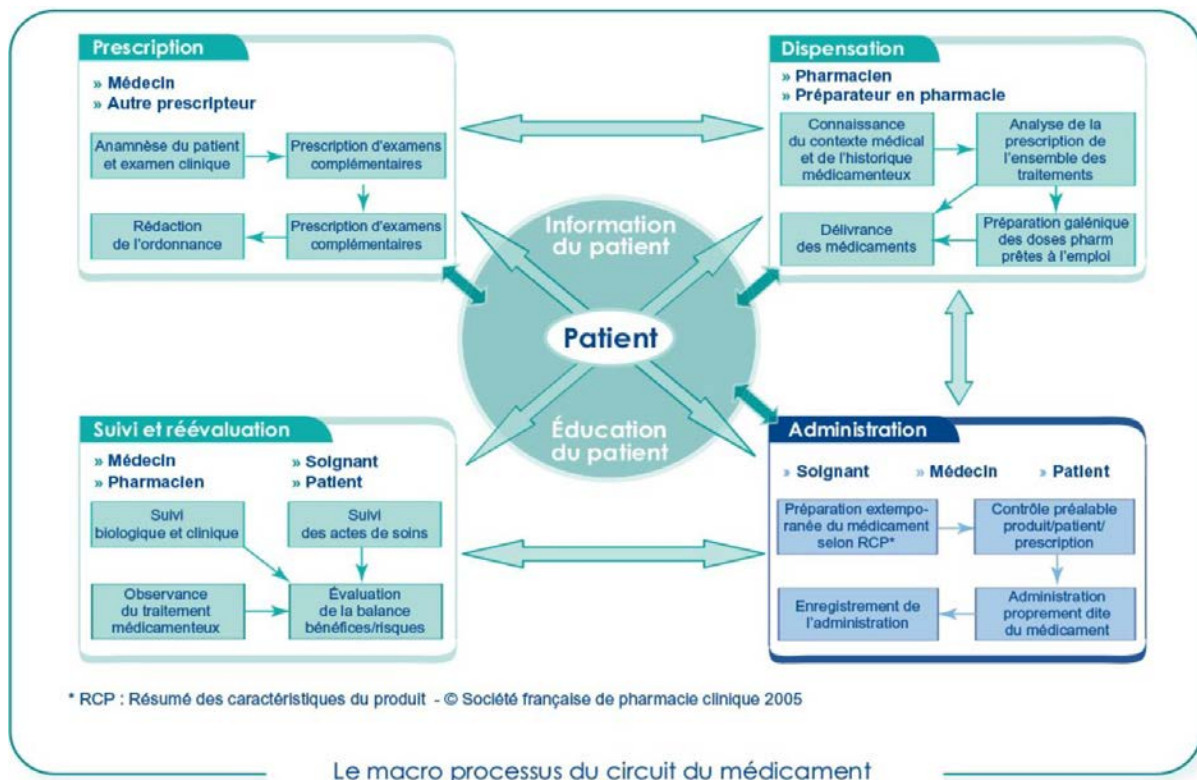 Prescription
» Médecin
» Autre prescripteur
Anamnèse du patient
et examen clinique
Prescription d'examens
complémentaires
Rédaction
de l'ordonnance
Prescription d'examens
complémentaires
Dispensation
» Pharmacien
» Préparateur en pharmacie
Connaissance
du contexte médical
et de l'historique
médicamenteux
Analyse de la
prescription de
l'ensemble des
traitements
Délivrance
des médicaments
Préparation galénique
des doses pharm
prêtes à l'emploi
Information
du patient
Patient
Éducation
du patient
Suivi et réévaluation
» Médecin
» Pharmacien
» Soignant
» Patient
Suivi
biologique et clinique
Suivi
des actes de soins
Observance
du traitement
médicamenteux
Évaluation
de la balance
bénéfices/risques
Administration
» Soignant
» Médecin
» Patient
Préparation extempo-
ranée du médicament
selon RCP*
Contrôle préalable
produit/patient/
prescription
Enregistrement de
l'administration
Administration
proprement dite
du médicament
* RCP : Résumé des caractéristiques du produit - © Société française de pharmacie clinique 2005
Le macro processus du circuit du médicament